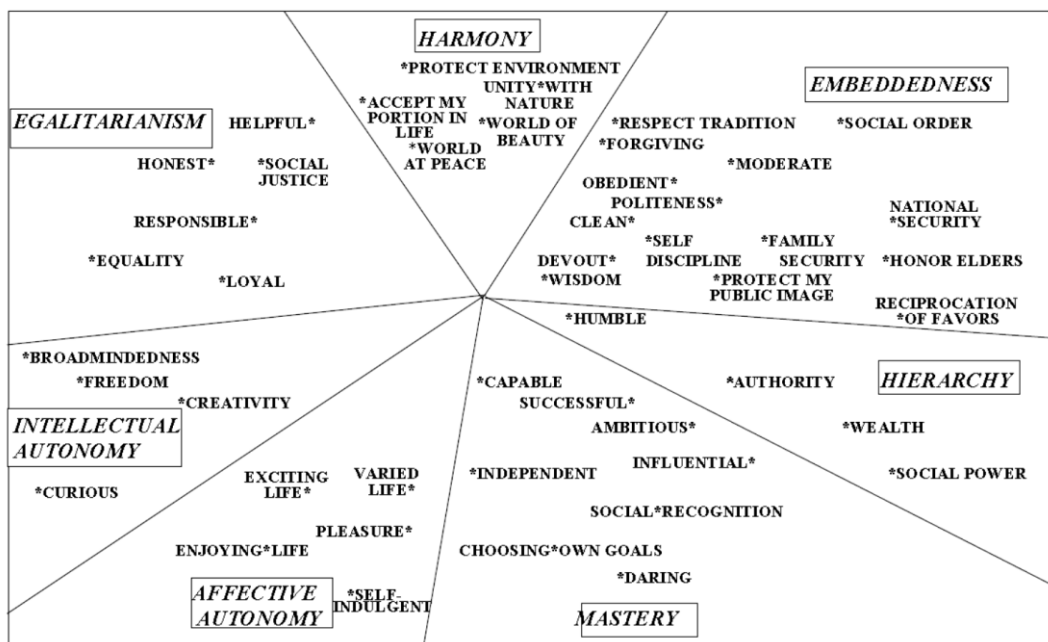 HARMONY
*PROTECT ENVIRONMENT
UNITY*WITH
NATURE
*ACCEPT MY
PORTION IN
LIFE
*WORLD OF
BEAUTY
*WORLD
AT PEACE
EMBEDDEDNESS
*RESPECT TRADITION
*SOCIAL ORDER
*FORGIVING
*MODERATE
OBEDIENT*
POLITENESS*
NATIONAL
*SECURITY
CLEAN*
*SELF
DISCIPLINE
*FAMILY
SECURITY
*HONOR ELDERS
DEVOUT*
*WISDOM
*PROTECT MY
PUBLIC IMAGE
RECIPROCATION
*OF FAVORS
EGALITARIANISM
HELPFUL*
HONEST*
*SOCIAL
JUSTICE
RESPONSIBLE*
*EQUALITY
*LOYAL
*HUMBLE
HIERARCHY
*AUTHORITY
*WEALTH
*SOCIAL POWER
*BROADMINDEDNESS
*FREEDOM
*CREATIVITY
INTELLECTUAL
AUTONOMY
*CURIOUS
EXCITING
LIFE*
VARIED
LIFE*
PLEASURE*
ENJOYING*LIFE
AFFECTIVE
AUTONOMY
*SELF-
INDULGENT
*CAPABLE
SUCCESSFUL*
AMBITIOUS*
*INDEPENDENT
INFLUENTIAL*
SOCIAL*RECOGNITION
CHOOSING*OWN GOALS
*DARING
MASTERY